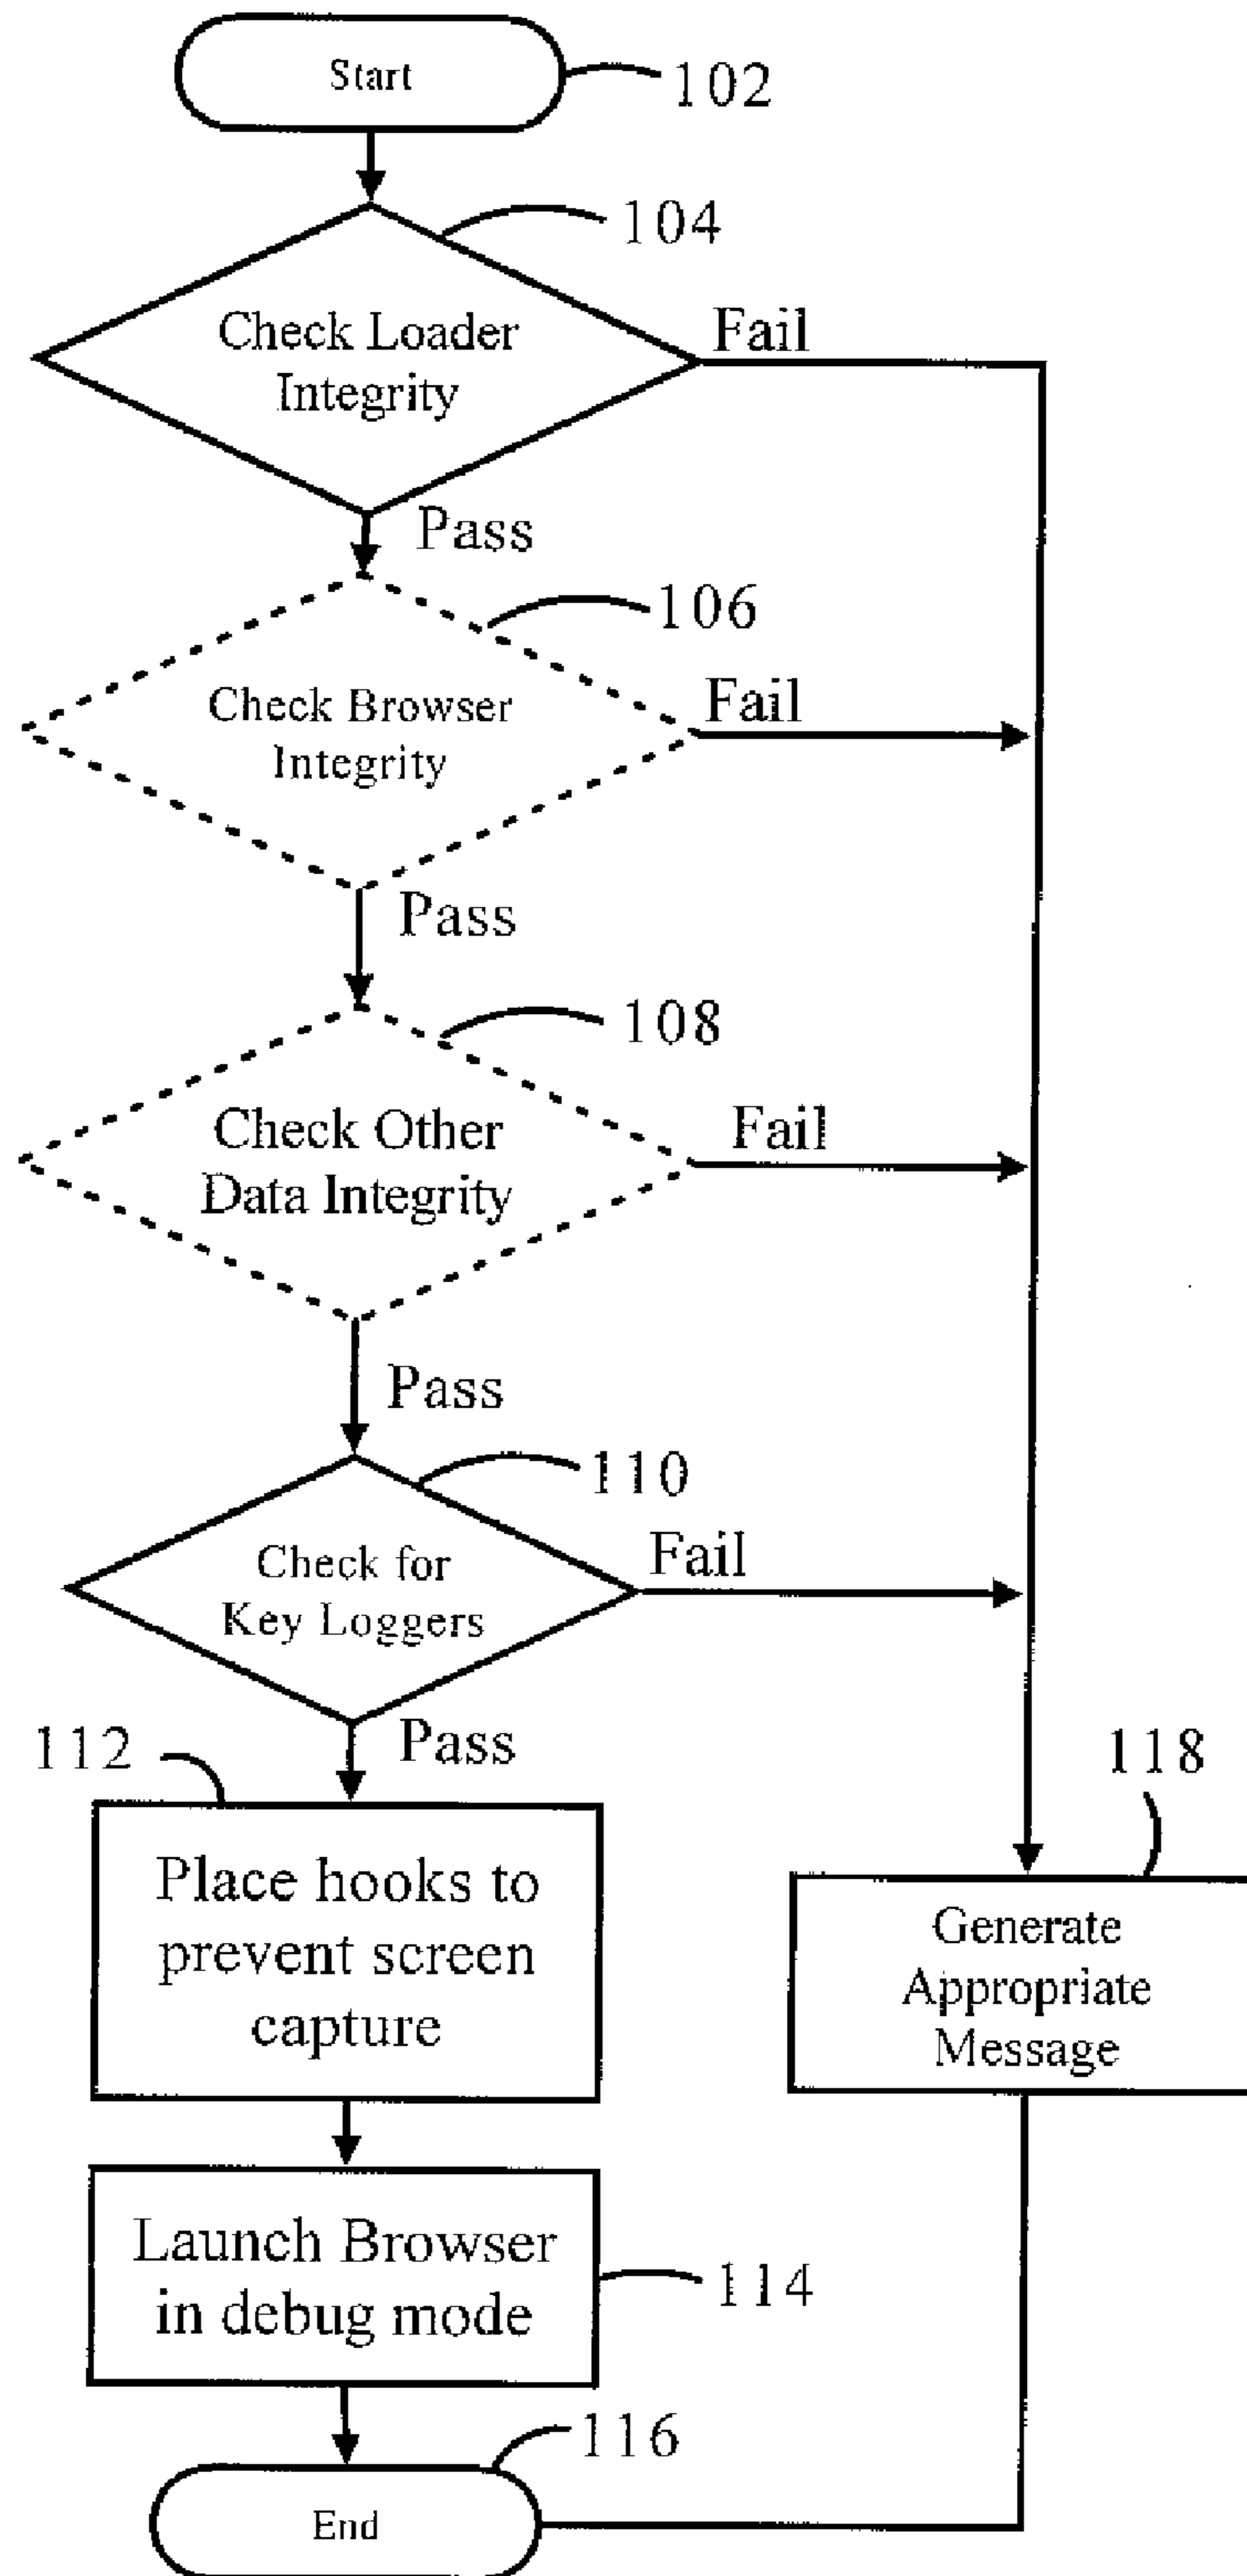 Start
102
104
Check Loader
Integrity
Fail
Pass
106
Check Browser
Integrity
Fail
Pass
108
Check Other
Data Integrity
Fail
Pass
110
Check for
Key Loggers
Fail
Pass
112
Place hooks to
prevent screen
capture
118
Generate
Appropriate
Message
Launch Browser
in debug mode
114
116
End